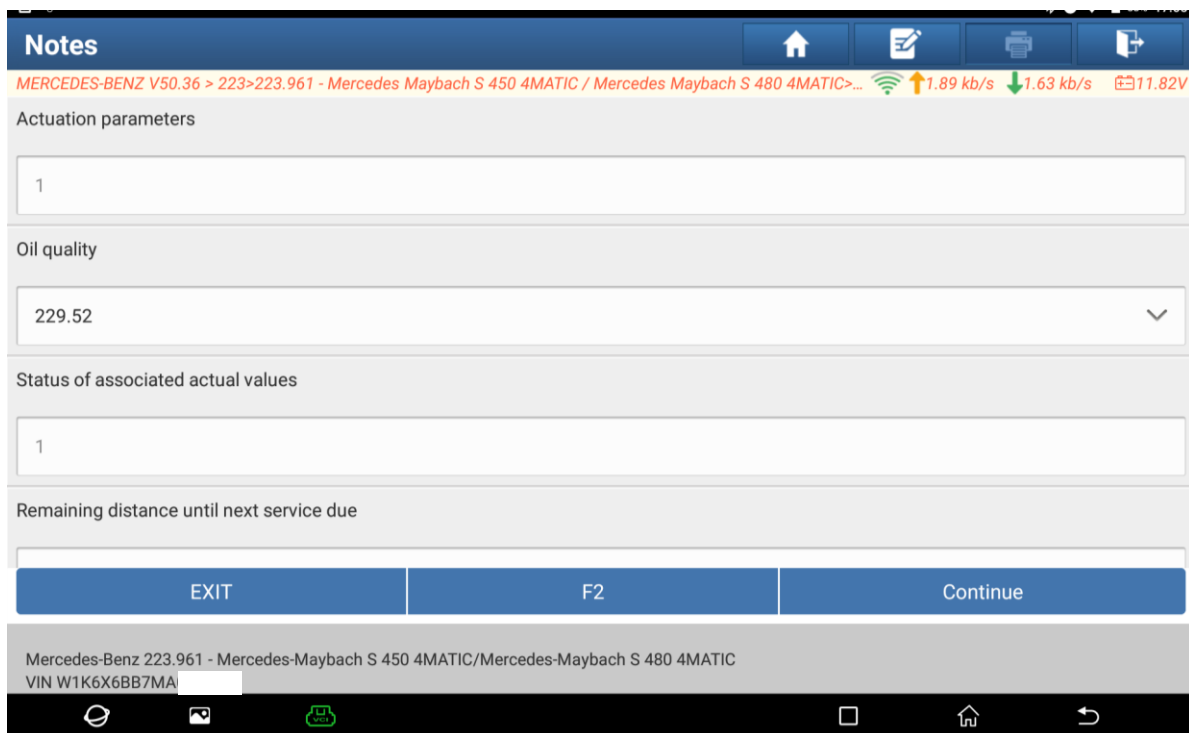 Notes
MERCEDES-BENZ V50.36 > 223>223.961 - Mercedes Maybach S 450 4MATIC / Mercedes Maybach S 480 4MATIC>... 1.89 kb/s 1.63 kb/s 11.82V
Actuation parameters
1
Oil quality
229.52
Status of associated actual values
1
Remaining distance until next service due
EXIT F2 Continue
Mercedes-Benz 223.961 - Mercedes-Maybach S 450 4MATIC/Mercedes-Maybach S 480 4MATIC
VIN W1K6X6BB7MA
VCI